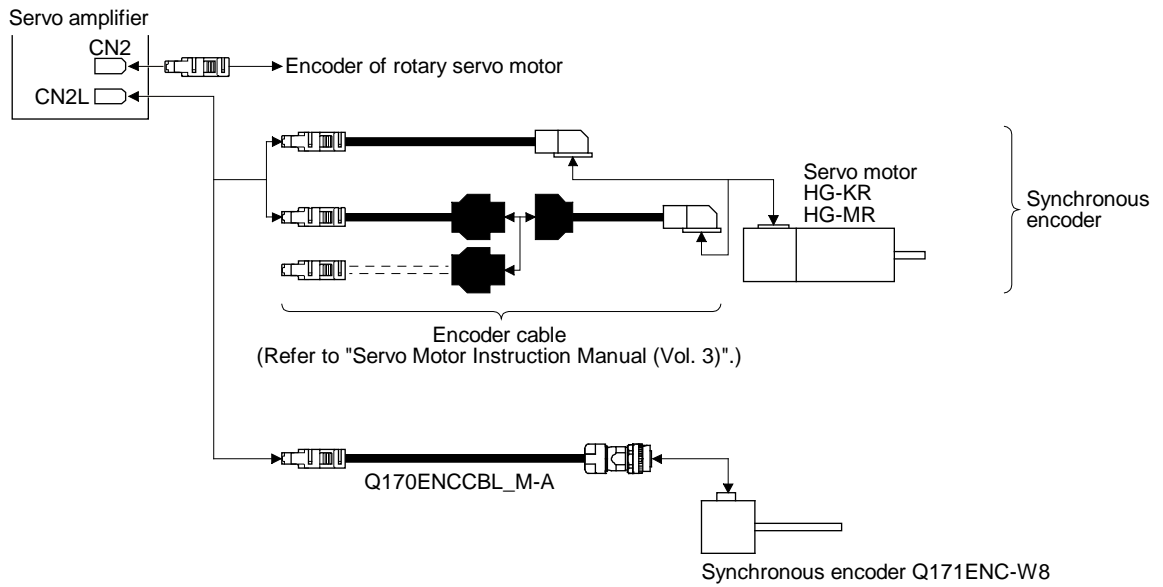 Servo amplifier
CN2
Encoder of rotary servo motor
CN2L
Servo motor
HG-KR
HG-MR
Synchronous
encoder
Encoder cable
(Refer to "Servo Motor Instruction Manual (Vol. 3)".)
Q170ENCCBL_M-A
Synchronous encoder Q171ENC-W8